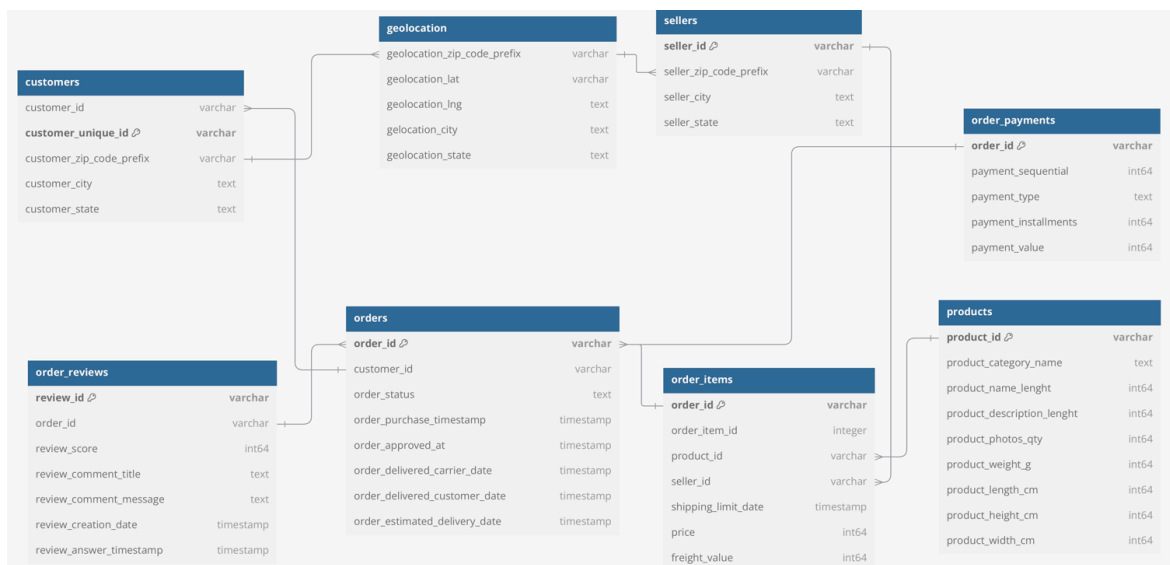 geolocation
geolocation_zip_code_prefix varchar
geolocation_lat varchar
geolocation_lng text
gelocation_city text
geolocation_state text
sellers
seller_id varchar
seller_zip_code_prefix varchar
seller_city text
seller_state text
customers
customer_id varchar
customer_unique_id varchar
customer_zip_code_prefix varchar
customer_city text
customer_state text
order_payments
order_id varchar
payment_sequential int64
payment_type text
payment_installments int64
payment_value int64
orders
order_id varchar
customer_id varchar
order_status text
order_purchase_timestamp timestamp
order_approved_at timestamp
order_delivered_carrier_date timestamp
order_delivered_customer_date timestamp
order_estimated_delivery_date timestamp
products
product_id varchar
product_category_name text
product_name_lenght int64
product_description_lenght int64
product_photos_qty int64
product_weight_g int64
product_length_cm int64
product_height_cm int64
product_width_cm int64
order_reviews
review_id varchar
order_id varchar
review_score int64
review_comment_title text
review_comment_message text
review_creation_date timestamp
review_answer_timestamp timestamp
order_items
order_id varchar
order_item_id integer
product_id varchar
seller_id varchar
shipping_limit_date timestamp
price int64
freight_value int64